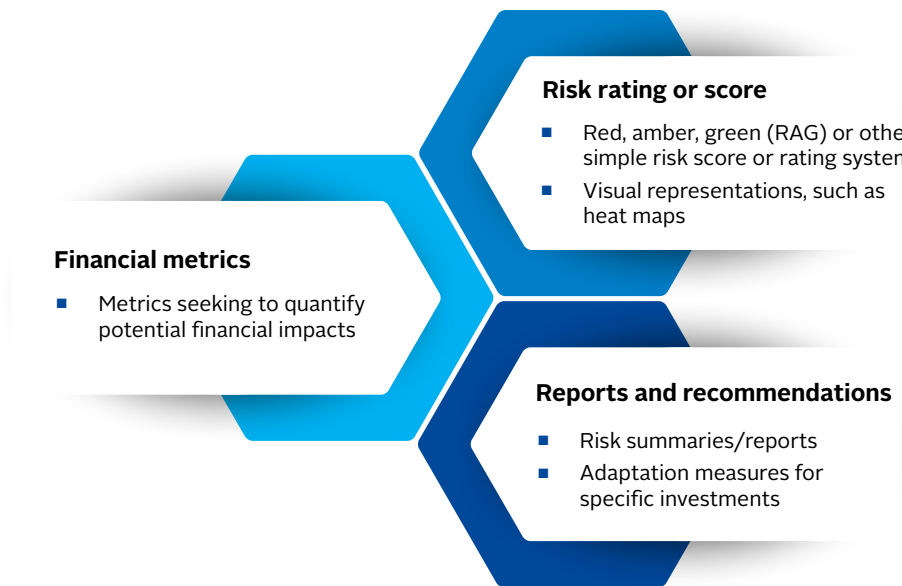 Risk rating or score
■ Red, amber, green (RAG) or othe
simple risk score or rating system
■ Visual representations, such as
heat maps
Financial metrics
■ Metrics seeking to quantify
potential financial impacts
Reports and recommendations
■ Risk summaries/reports
■ Adaptation measures for
specific investments